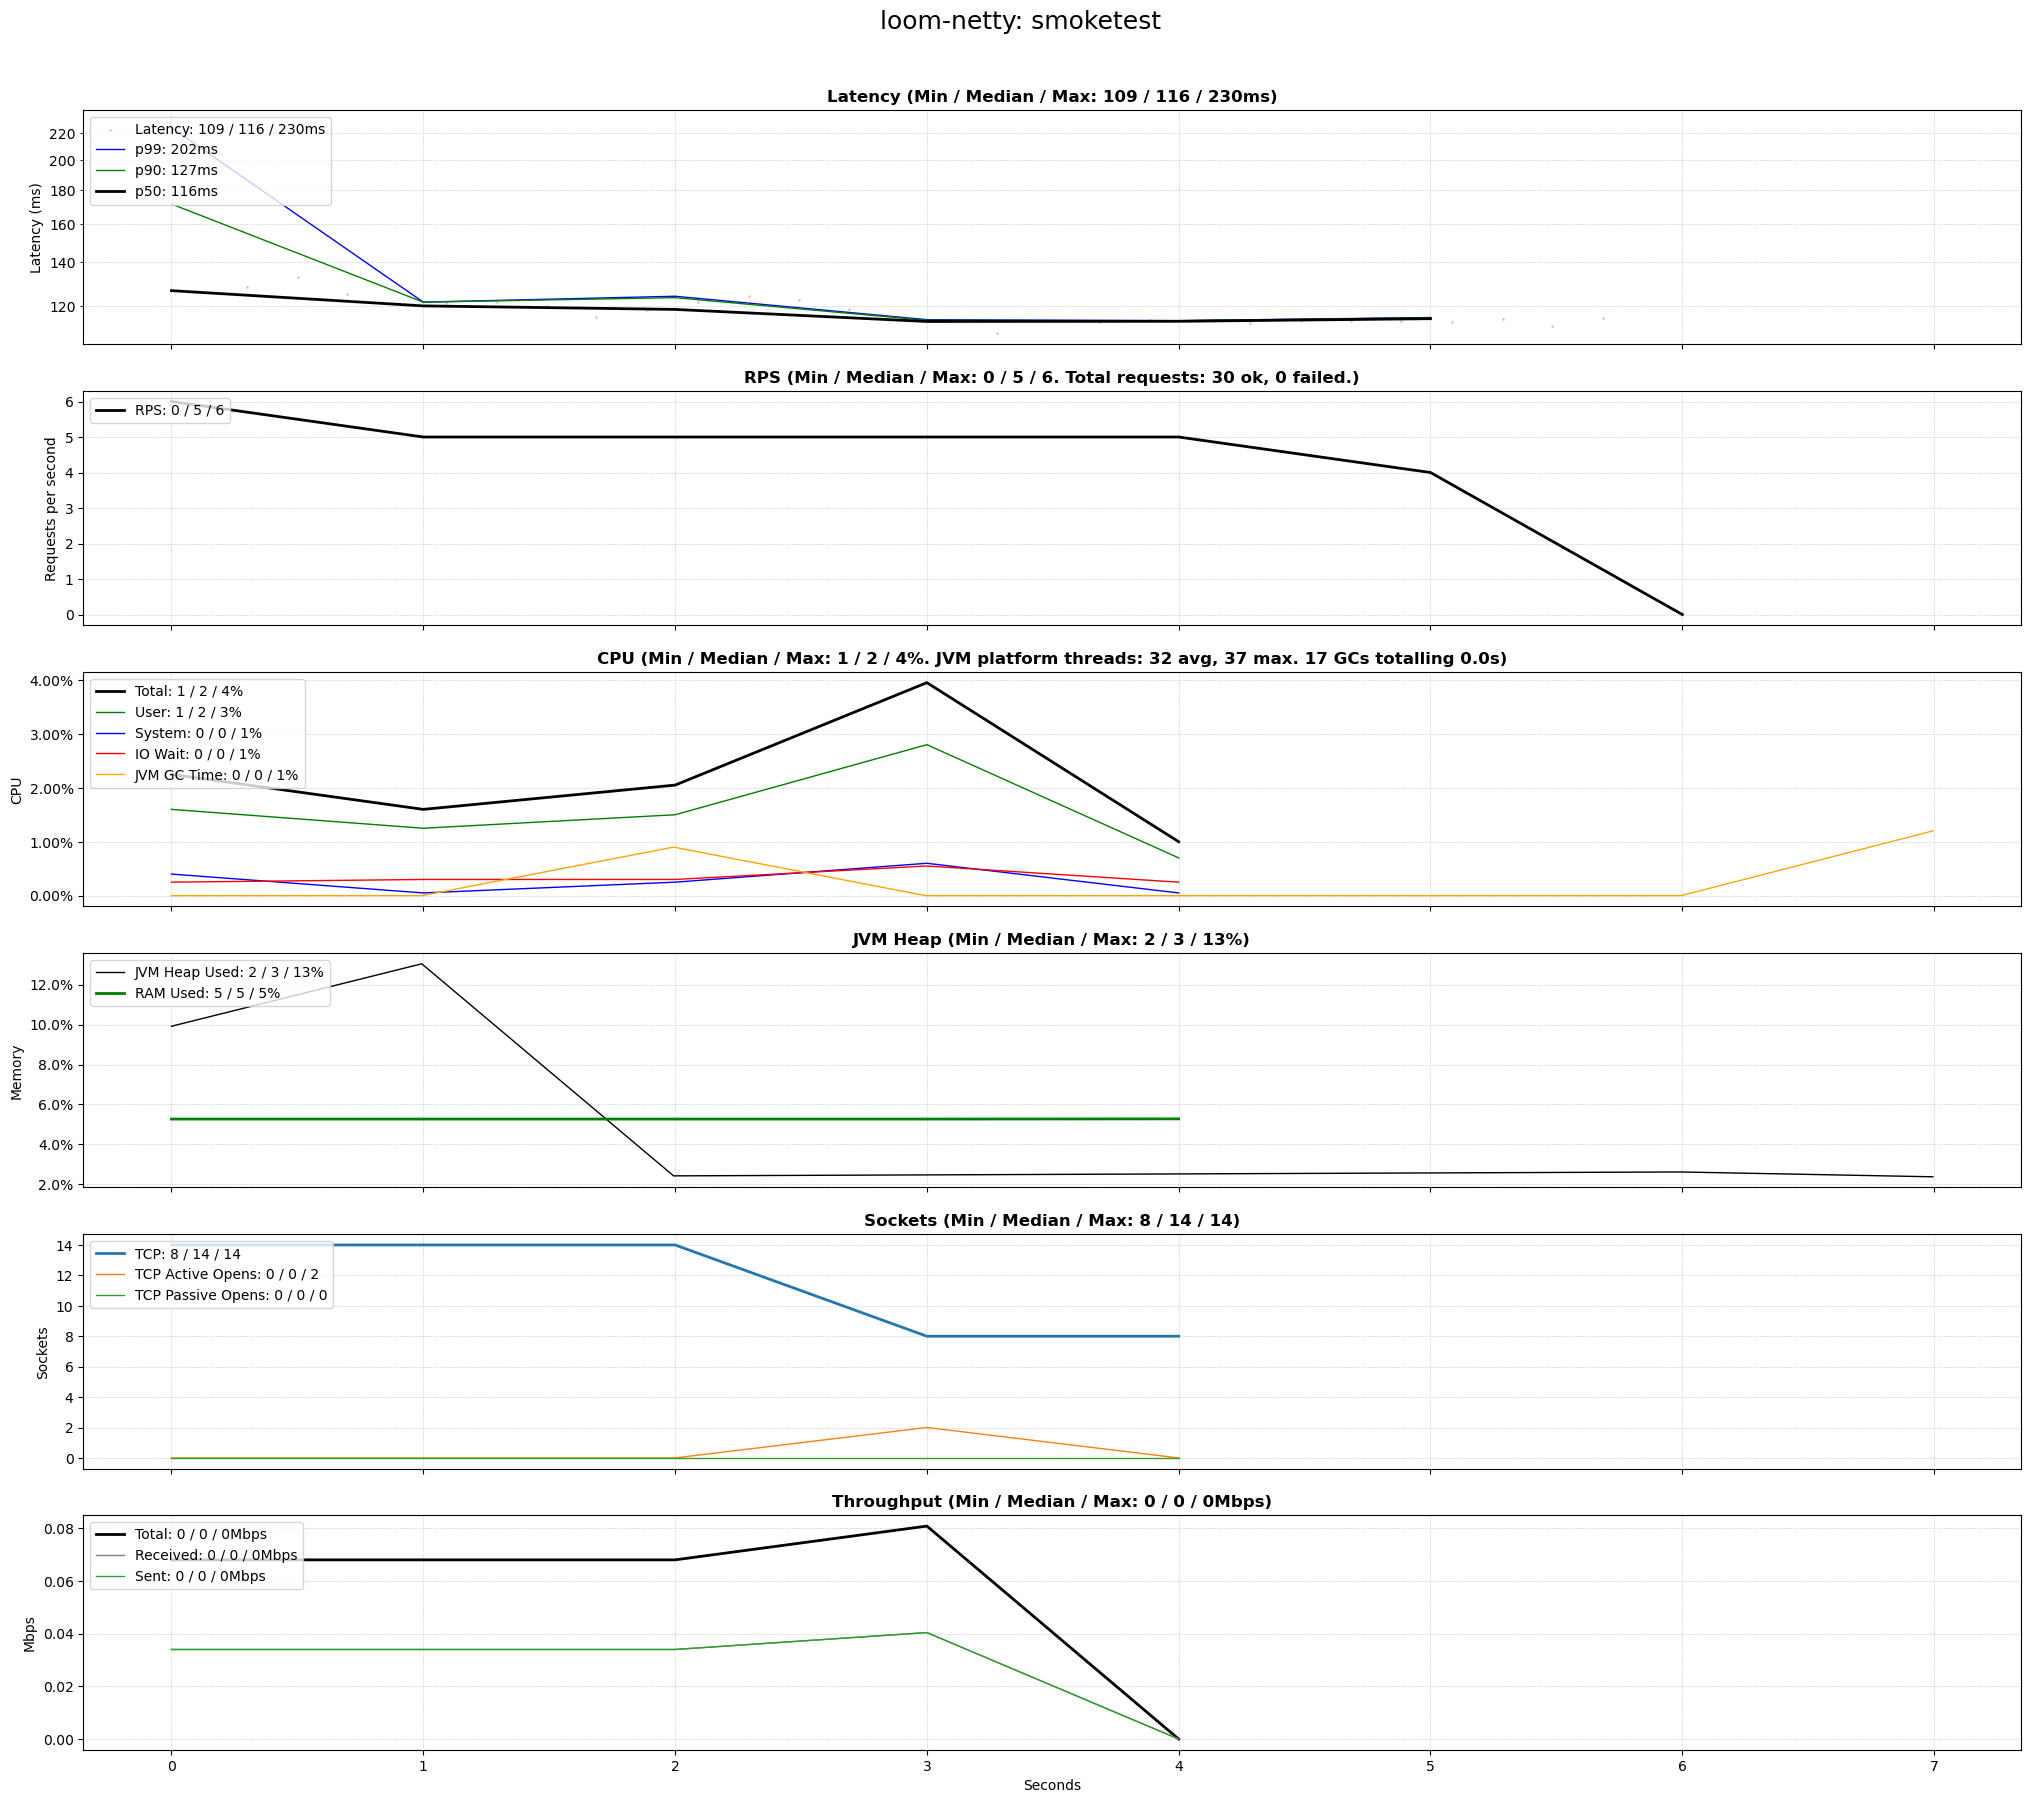 loom-netty: smoketest
Latency (Min / Median / Max: 109 / 116 / 230ms)
Latency: 109 / 116 / 230ms
p99: 202ms
p90: 127ms
p50: 116ms
220
200
180
160
140
120
Latency (ms)
RPS (Min / Median / Max: 0 / 5 / 6. Total requests: 30 ok, 0 failed.)
RPS: 0 / 5 / 6
6
5
4
3
2
1
0
Requests per second
CPU (Min / Median / Max: 1 / 2 / 4%. JVM platform threads: 32 avg, 37 max. 17 GCs totalling 0.0s)
Total: 1 / 2 / 4%
User: 1 / 2 / 3%
System: 0 / 0 / 1%
IO Wait: 0 / 0 / 1%
JVM GC Time: 0 / 0 / 1%
4.00%
3.00%
2.00%
1.00%
0.00%
CPU
JVM Heap (Min / Median / Max: 2 / 3 / 13%)
JVM Heap Used: 2 / 3 / 13%
RAM Used: 5 / 5 / 5%
12.0%
10.0%
8.0%
6.0%
4.0%
2.0%
Memory
Sockets (Min / Median / Max: 8 / 14 / 14)
TCP: 8 / 14 / 14
TCP Active Opens: 0 / 0 / 2
TCP Passive Opens: 0 / 0 / 0
14
12
10
8
6
4
2
0
Sockets
Throughput (Min / Median / Max: 0 / 0 / 0Mbps)
Total: 0 / 0 / 0Mbps
Received: 0 / 0 / 0Mbps
Sent: 0 / 0 / 0Mbps
0.08
0.06
0.04
0.02
0.00
Mbps
0 1 2 3 4 5 6 7
Seconds